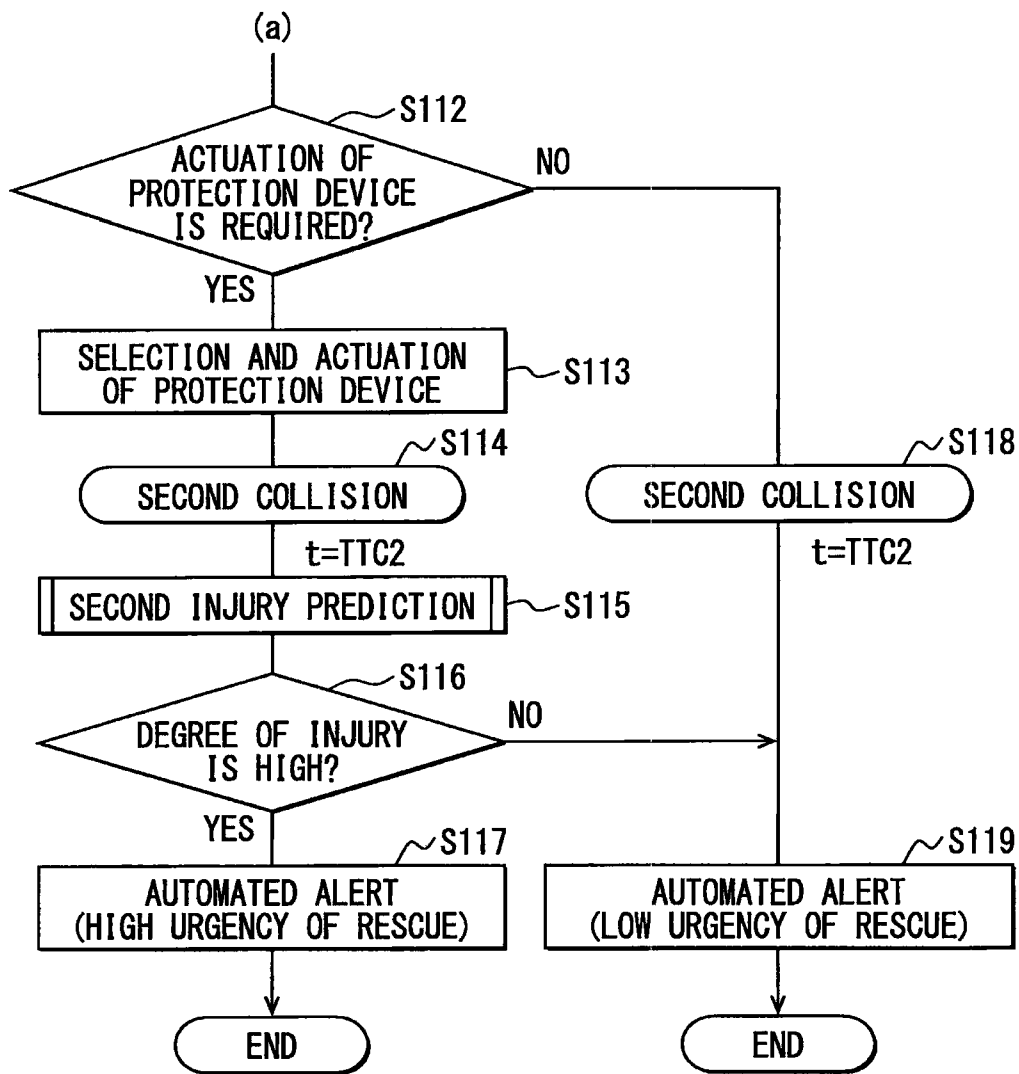 (a)
S112
ACTUATION OF
PROTECTION DEVICE
IS REQUIRED?
NO
YES
SELECTION AND ACTUATION
OF PROTECTION DEVICE
S113
S114
SECOND COLLISION
t=TTC2
S118
SECOND COLLISION
t=TTC2
SECOND INJURY PREDICTION
S115
S116
DEGREE OF INJURY
IS HIGH?
NO
YES
S117
AUTOMATED ALERT
(HIGH URGENCY OF RESCUE)
S119
AUTOMATED ALERT
(LOW URGENCY OF RESCUE)
END
END